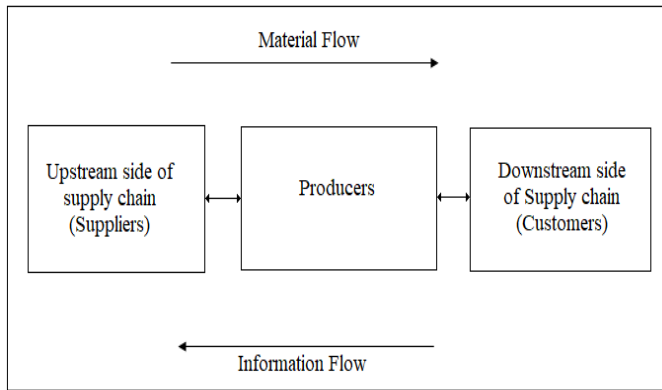 Material Flow
Upstream side of
supply chain
(Suppliers)
Producers
Downstream side
of Supply chain
(Customers)
Information Flow